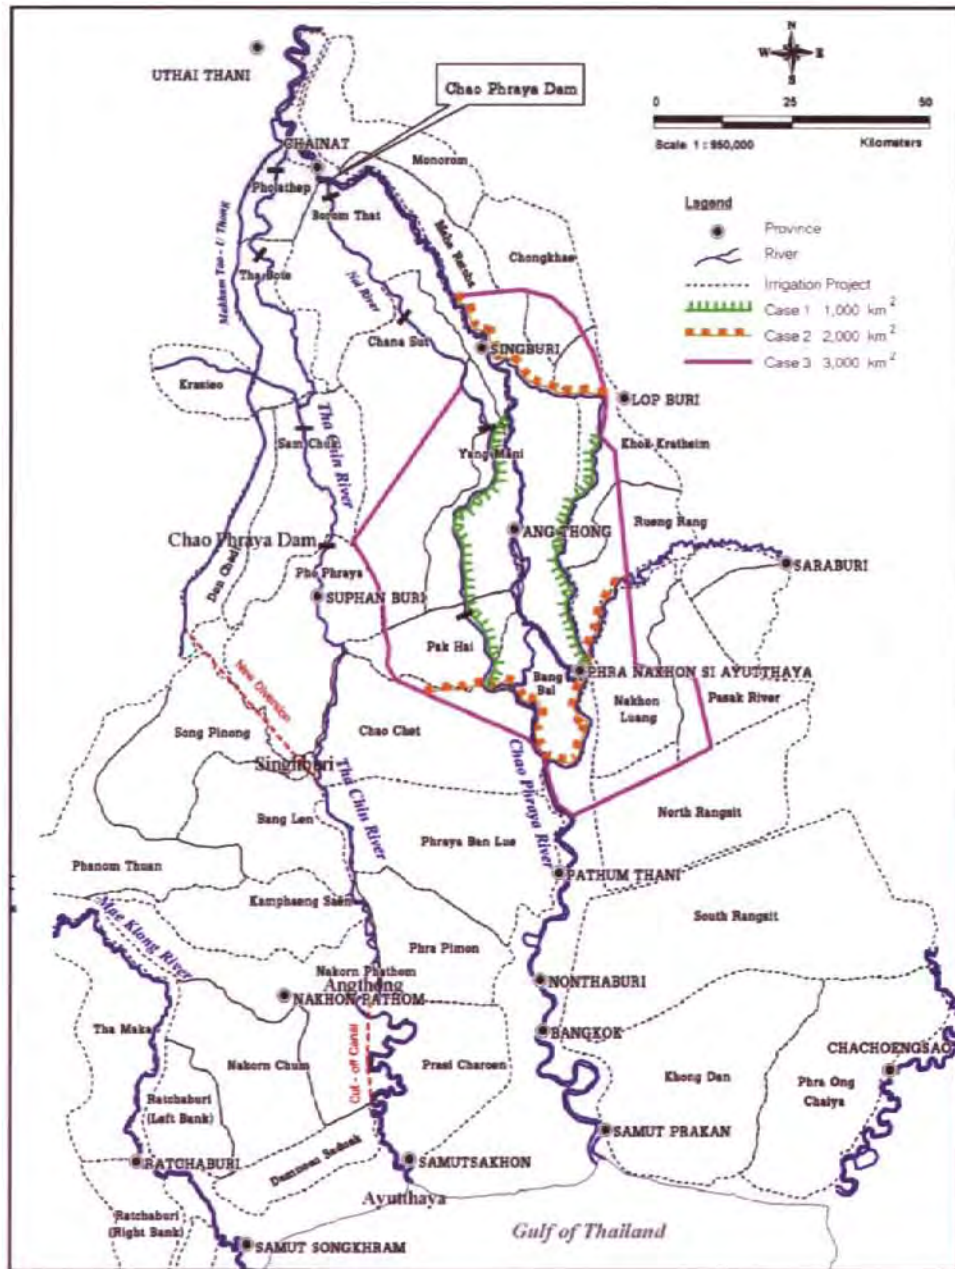 N
W E
S
UTHAI THANI
Chao Phraya Dam
0 25 50
Scale 1 : 950,000 Kilometers
CHAINAT
Monorom
Pholathep
Borom That
Legend
Province
River
Irrigation Project
Case 1 1,000 km²
Case 2 2,000 km²
Case 3 3,000 km²
Makham Tao - U Thong
Chongkhae
Tha Bote
Noi River
Chana Sut
SINGBURI
Krasieo
LOP BURI
Tha Chin River
Sam Chuk
Yang Mani
Khok Kratheim
ANG THONG
Rueng Rang
Chao Phraya Dam
SARABURI
Don Chedi
Pho Phraya
SUPHAN BURI
Pak Hai
PHRA NAKHON SI AYUTTHAYA
Bang
Bal
New Diversion
Nakhon
Luang
Pasak River
Song Pinong
Chao Chet
Singburi
Chao Phraya River
Tha Chin River
North Rangsit
Bang Len
Phraya Ban Lue
Phanom Thuan
PATHUM THANI
Kamphaeng Saen
South Rangsit
Mae Klong River
Phra Pimon
Nakorn Phathom
Angthong
NAKHON PATHOM
NONTHABURI
Tha Maka
BANGKOK
Cut - off Canal
CHACHOENGSAO
Nakorn Chum
Prasi Charoen
Khong Dan
Phra Ong
Chaiya
Ratchaburi
(Left Bank)
SAMUT PRAKAN
RATCHABURI
SAMUTSAKHON
Ayutthaya
Ratchaburi
(Right Bank)
Gulf of Thailand
SAMUT SONGKHRAM